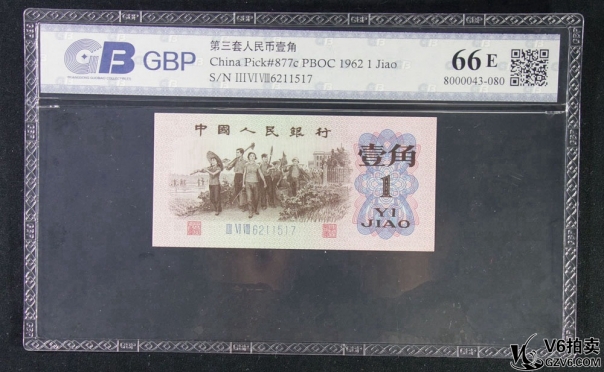 GB GBP
第三套人民币壹角
China Pick#877c PBOC 1962 1 Jiao
S/N III VI VIII 6211517
66 E
8000043-080
中國人民銀行
壹角
1
YI
JIAO
III VI VIII 6211517
V6拍卖
GZV6.COM